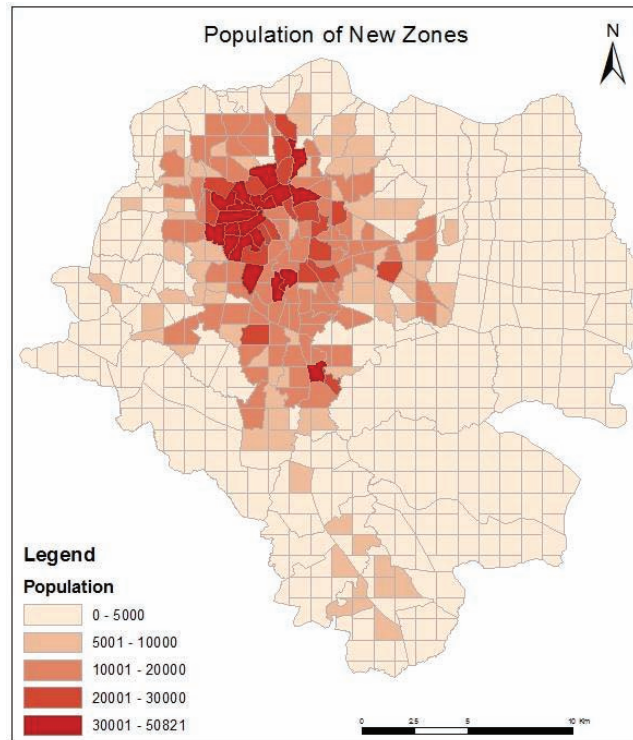 Population of New Zones
N
Legend
Population
0 - 5000
5001 - 10000
10001 - 20000
20001 - 30000
30001 - 50821
0 2.5 5 10 Km